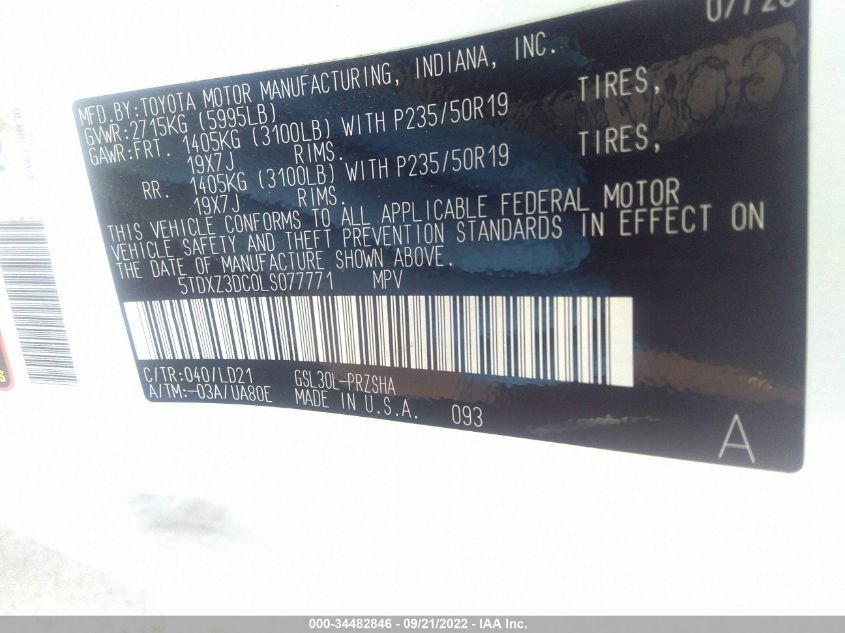 07/20
MFD.BY:TOYOTA MOTOR MANUFACTURING, INDIANA, INC.
GVWR:2715KG (5995LB)
GAWR:FRT. 1405KG (3100LB) WITH P235/50R19 TIRES,
19X7J RIMS.
RR. 1405KG (3100LB) WITH P235/50R19 TIRES,
19X7J RIMS.
THIS VEHICLE CONFORMS TO ALL APPLICABLE FEDERAL MOTOR
VEHICLE SAFETY AND THEFT PREVENTION STANDARDS IN EFFECT ON
THE DATE OF MANUFACTURE SHOWN ABOVE.
5TDXZ3DC0LS077771 MPV
C/TR:040/LD21 GSL30L-PRZSHA
A/TM:-03A/UA80E MADE IN U.S.A. 093
A
000-34482846 - 09/21/2022 - IAA Inc.